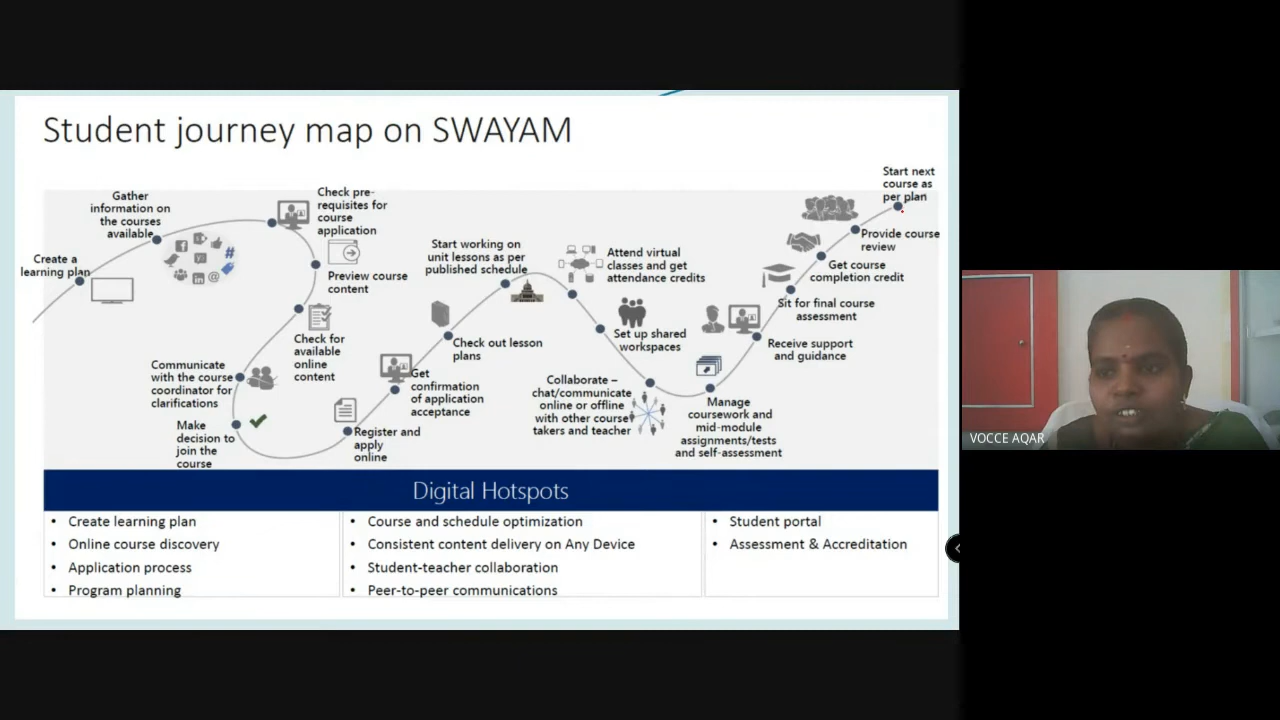 Student journey map on SWAYAM
Create a
learning plan
Gather
information on
the courses
available
Check pre-
requisites for
course
application
Preview course
content
Check for
available
online
content
Communicate
with the course
coordinator for
clarifications
Make
decision to
join the
course
Register and
apply
online
Get
confirmation
of application
acceptance
Check out lesson
plans
Start working on
unit lessons as per
published schedule
Attend virtual
classes and get
attendance credits
Set up shared
workspaces
Collaborate –
chat/communicate
online or offline
with other course
takers and teacher
Manage
coursework and
mid-module
assignments/tests
and self-assessment
Receive support
and guidance
Sit for final course
assessment
Get course
completion credit
Provide course
review
Start next
course as
per plan
Digital Hotspots
• Create learning plan
• Online course discovery
• Application process
• Program planning
• Course and schedule optimization
• Consistent content delivery on Any Device
• Student-teacher collaboration
• Peer-to-peer communications
• Student portal
• Assessment & Accreditation
VOCCE AQAR